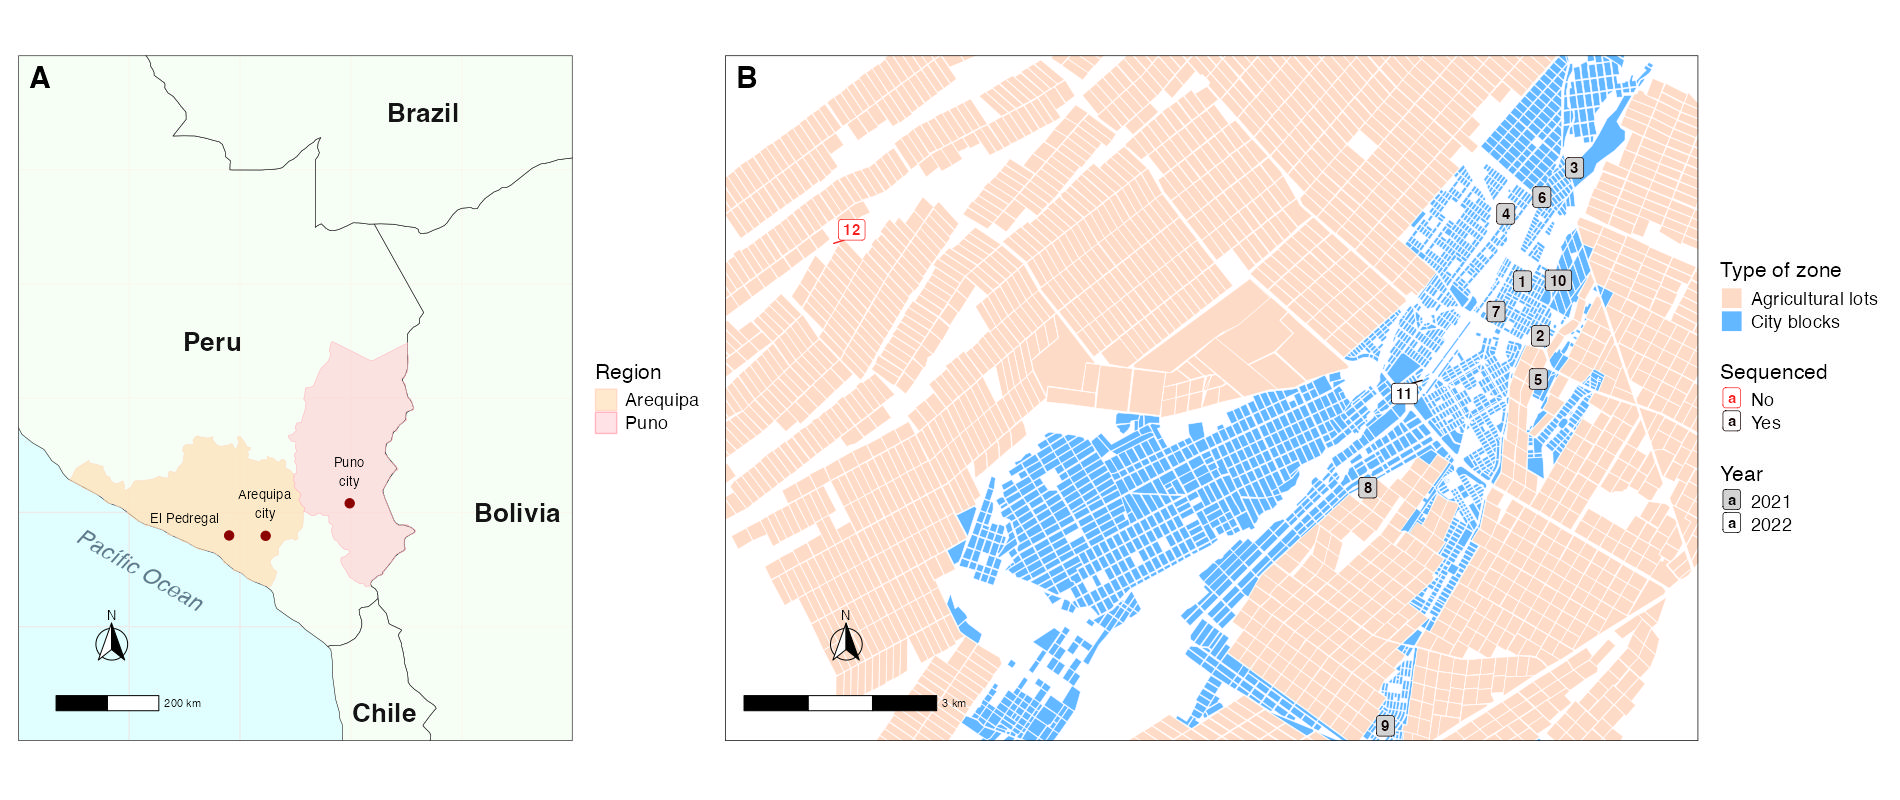 A
Brazil
Peru
Puno
city
Arequipa
city
El Pedregal
Bolivia
Pacific Ocean
N
200 km
Chile
Region
Arequipa
Puno
B
3
6
4
12
1
10
7
2
5
11
8
9
N
3 km
Type of zone
Agricultural lots
City blocks
Sequenced
a No
a Yes
Year
a 2021
a 2022